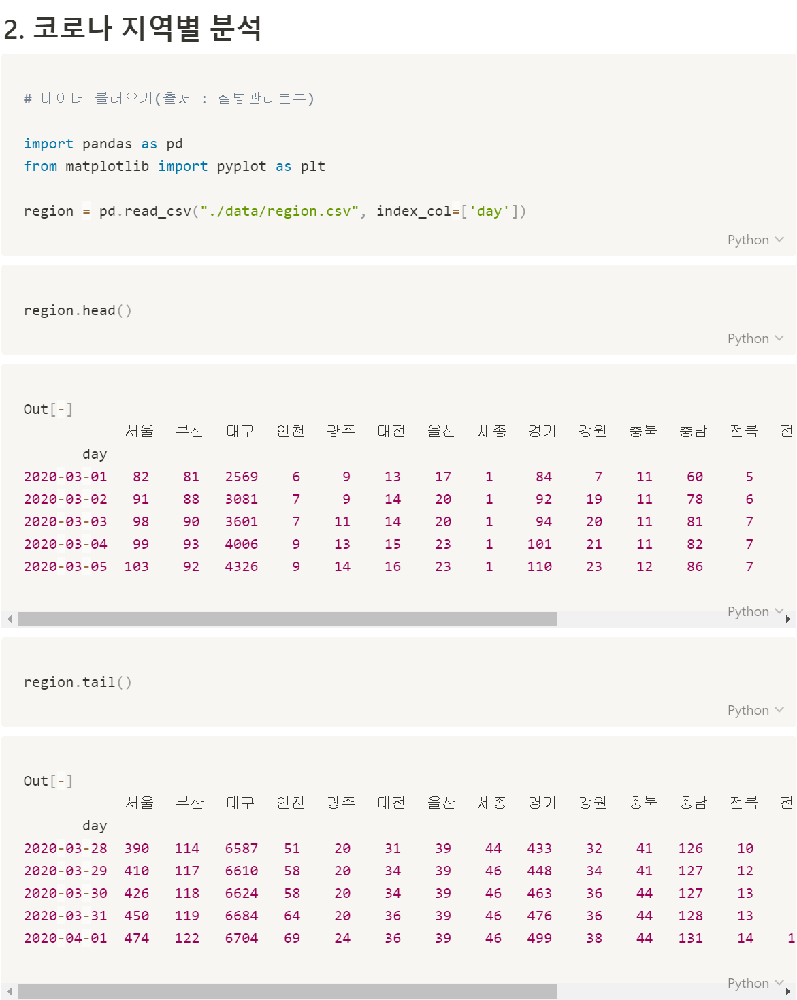 2. 코로나 지역별 분석
# 데이터 불러오기(출처 : 질병관리본부)
import pandas as pd
from matplotlib import pyplot as plt
region = pd.read_csv("./data/region.csv", index_col=['day'])
Python
region.head()
Python
Out[-]
서울 부산 대구 인천 광주 대전 울산 세종 경기 강원 충북 충남 전북 전
day
2020-03-01 82 81 2569 6 9 13 17 1 84 7 11 60 5
2020-03-02 91 88 3081 7 9 14 20 1 92 19 11 78 6
2020-03-03 98 90 3601 7 11 14 20 1 94 20 11 81 7
2020-03-04 99 93 4006 9 13 15 23 1 101 21 11 82 7
2020-03-05 103 92 4326 9 14 16 23 1 110 23 12 86 7
Python
region.tail()
Python
Out[-]
서울 부산 대구 인천 광주 대전 울산 세종 경기 강원 충북 충남 전북 전
day
2020-03-28 390 114 6587 51 20 31 39 44 433 32 41 126 10
2020-03-29 410 117 6610 58 20 34 39 46 448 34 41 127 12
2020-03-30 426 118 6624 58 20 34 39 46 463 36 44 127 13
2020-03-31 450 119 6684 64 20 36 39 46 476 36 44 128 13
2020-04-01 474 122 6704 69 24 36 39 46 499 38 44 131 14 1
Python